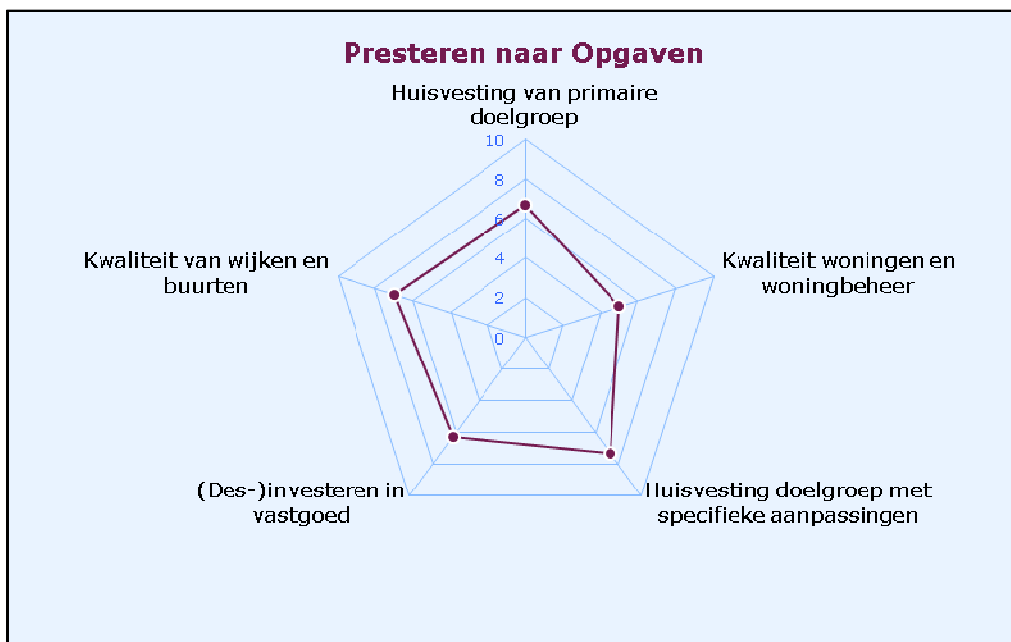 Presteren naar Opgaven
Huisvesting van primaire
doelgroep
10
8
6
4
2
0
Kwaliteit van wijken en
buurten
Kwaliteit woningen en
woningbeheer
(Des-)investeren in
vastgoed
Huisvesting doelgroep met
specifieke aanpassingen